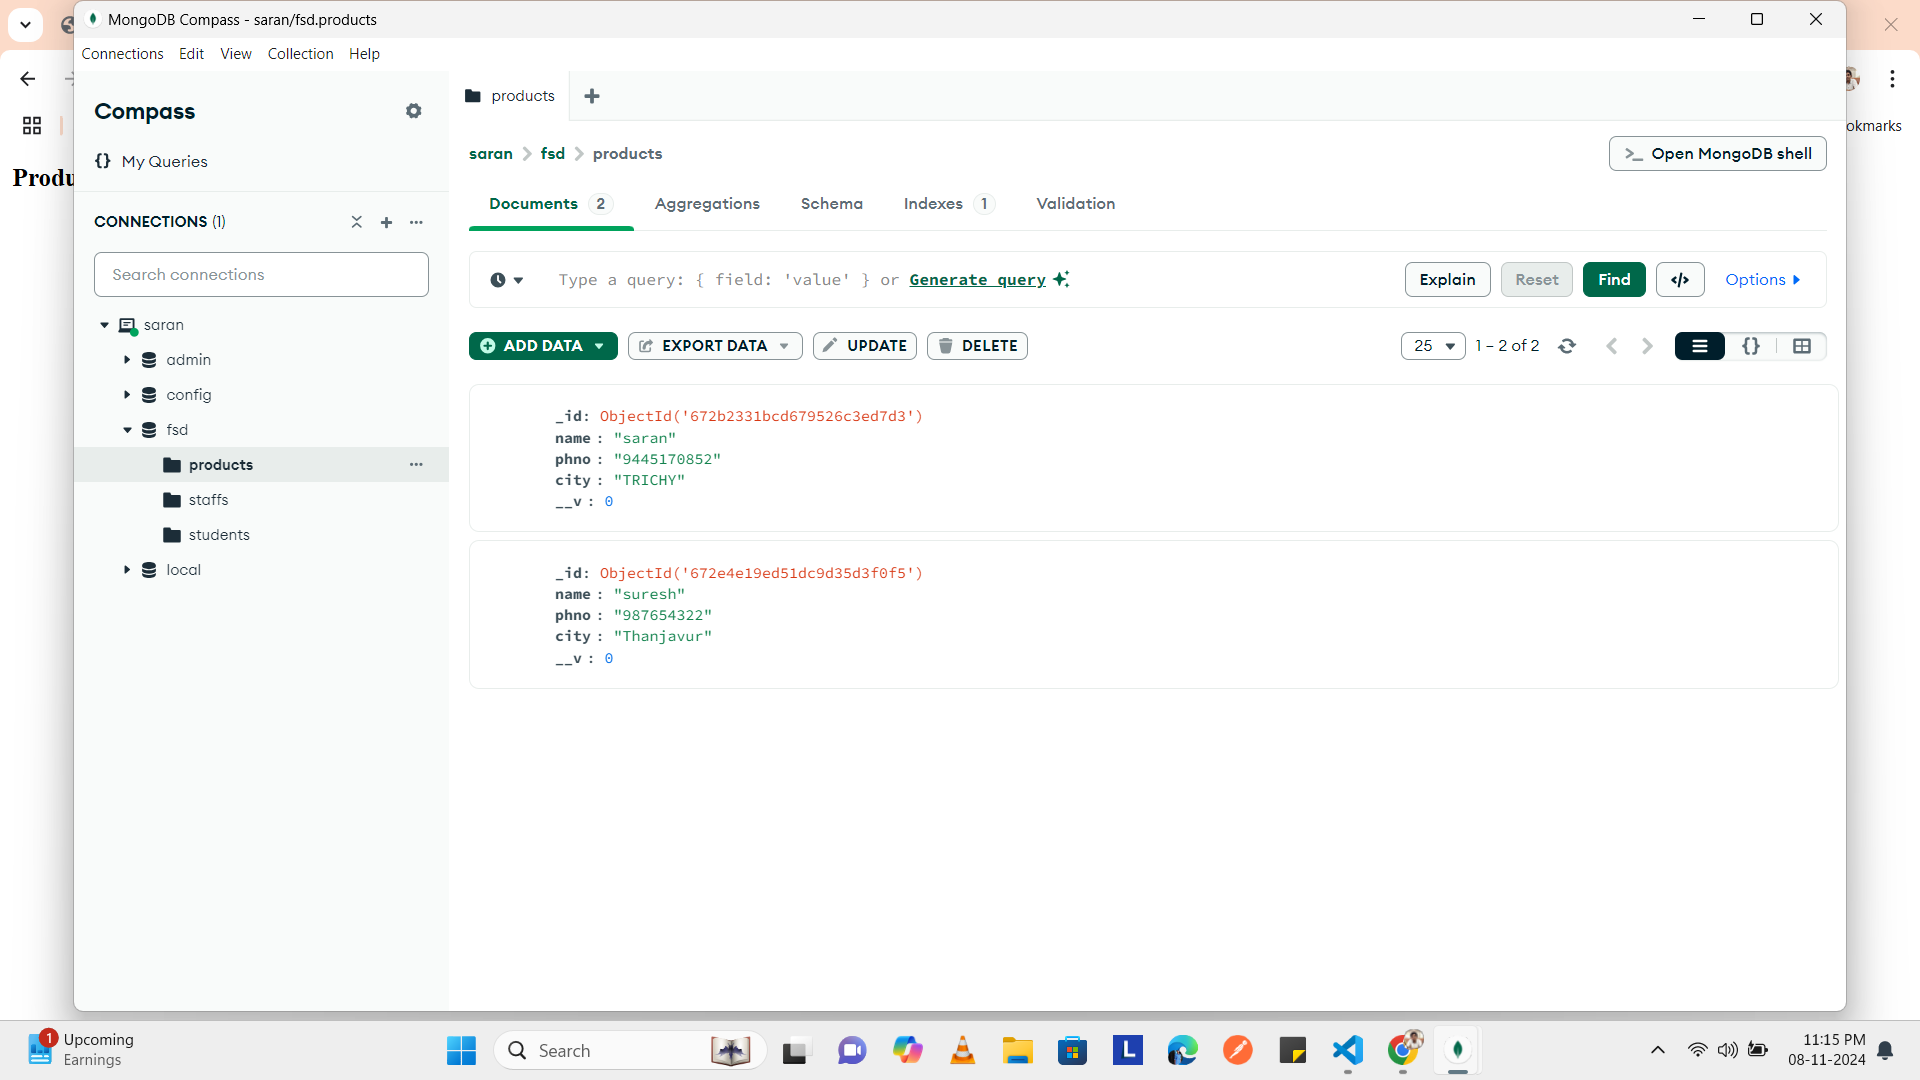 MongoDB Compass - saran/fsd.products
Connections Edit View Collection Help
Compass
{} My Queries
CONNECTIONS (1)
Search connections
saran
admin
config
fsd
products
staffs
students
local
products
saran > fsd > products
>_ Open MongoDB shell
Documents 2 Aggregations Schema Indexes 1 Validation
Type a query: { field: 'value' } or Generate query
Explain Reset Find </> Options
ADD DATA EXPORT DATA UPDATE DELETE
25 1 – 2 of 2 {}
_id: ObjectId('672b2331bcd679526c3ed7d3')
name : "saran"
phno : "9445170852"
city : "TRICHY"
__v : 0
_id: ObjectId('672e4e19ed51dc9d35d3f0f5')
name : "suresh"
phno : "987654322"
city : "Thanjavur"
__v : 0
Produ
okmarks
1 Upcoming
Earnings
Search
L
11:15 PM
08-11-2024